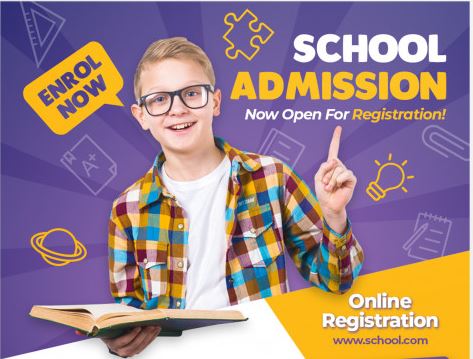 ENROL
NOW
SCHOOL
ADMISSION
Now Open For Registration!
A+
Online
Registration
www.school.com